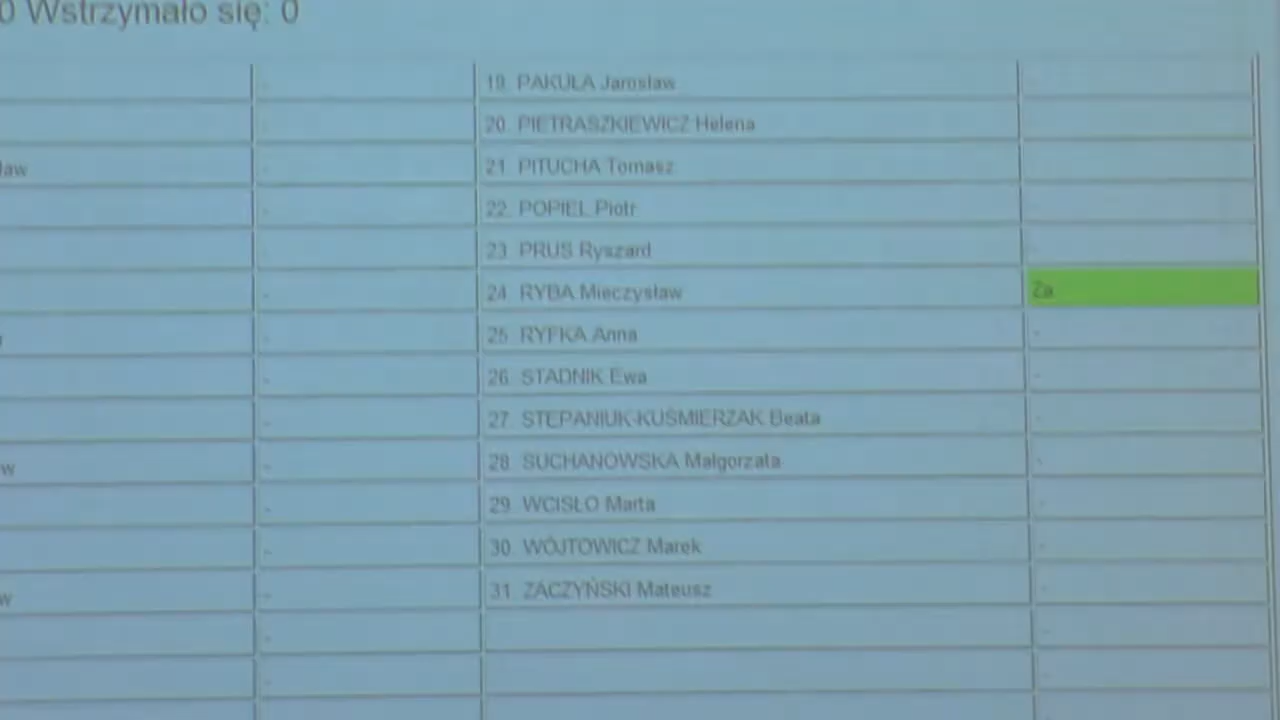 0 Wstrzymało się: 0
19. PAKUŁA Jarosław
20. PIETRASZKIEWICZ Helena
ław
21. PITUCHA Tomasz
22. POPIEL Piotr
23. PRUS Ryszard
24. RYBA Mieczysław Za
25. RYFKA Anna -
26. STADNIK Ewa -
27. STEPANIUK-KUŚMIERZAK Beata -
w
28. SUCHANOWSKA Małgorzata -
29. WCISŁO Marta -
30. WÓJTOWICZ Marek -
w
31. ZACZYŃSKI Mateusz -